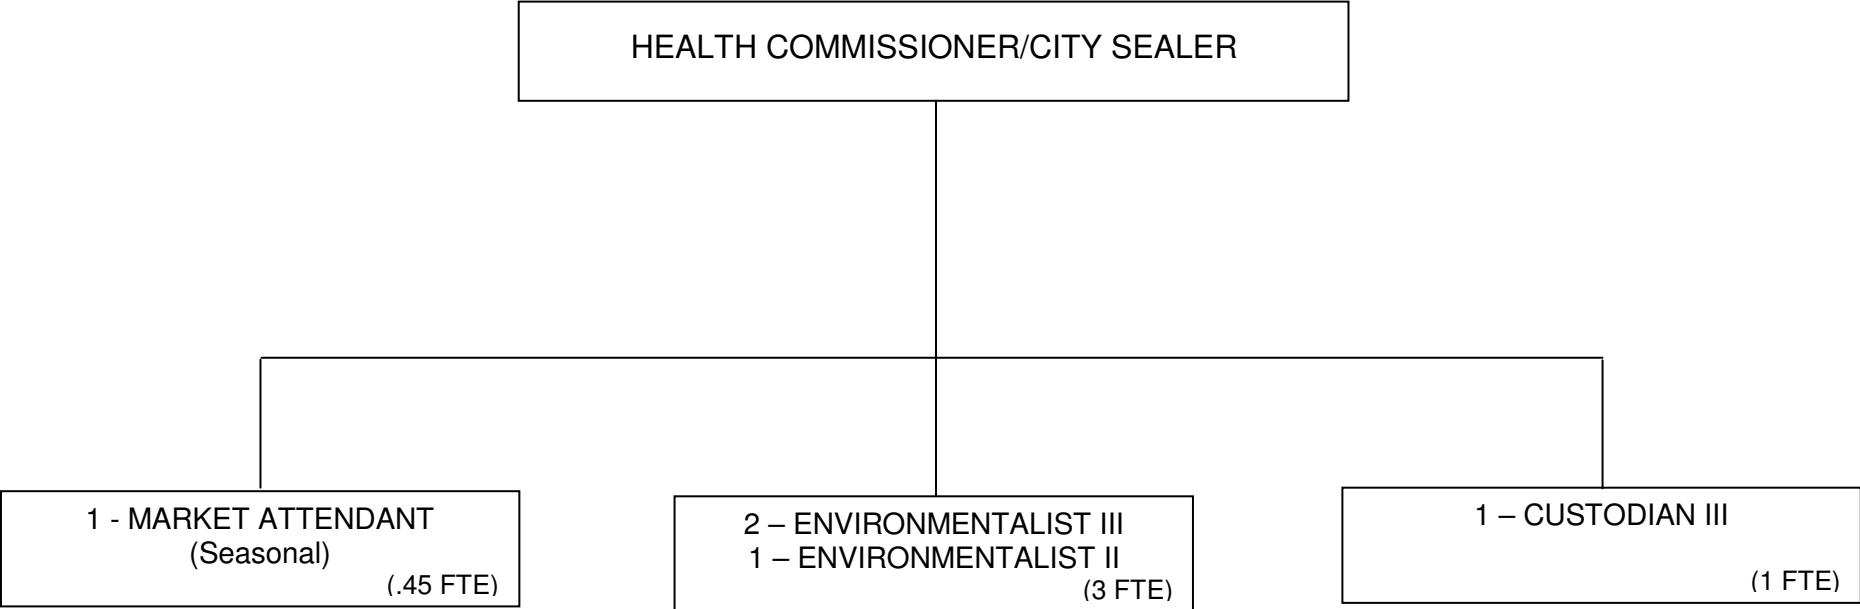 HEALTH COMMISSIONER/CITY SEALER
1 - MARKET ATTENDANT
(Seasonal)
(.45 FTE)
2 – ENVIRONMENTALIST III
1 – ENVIRONMENTALIST II
(3 FTE)
1 – CUSTODIAN III
(1 FTE)